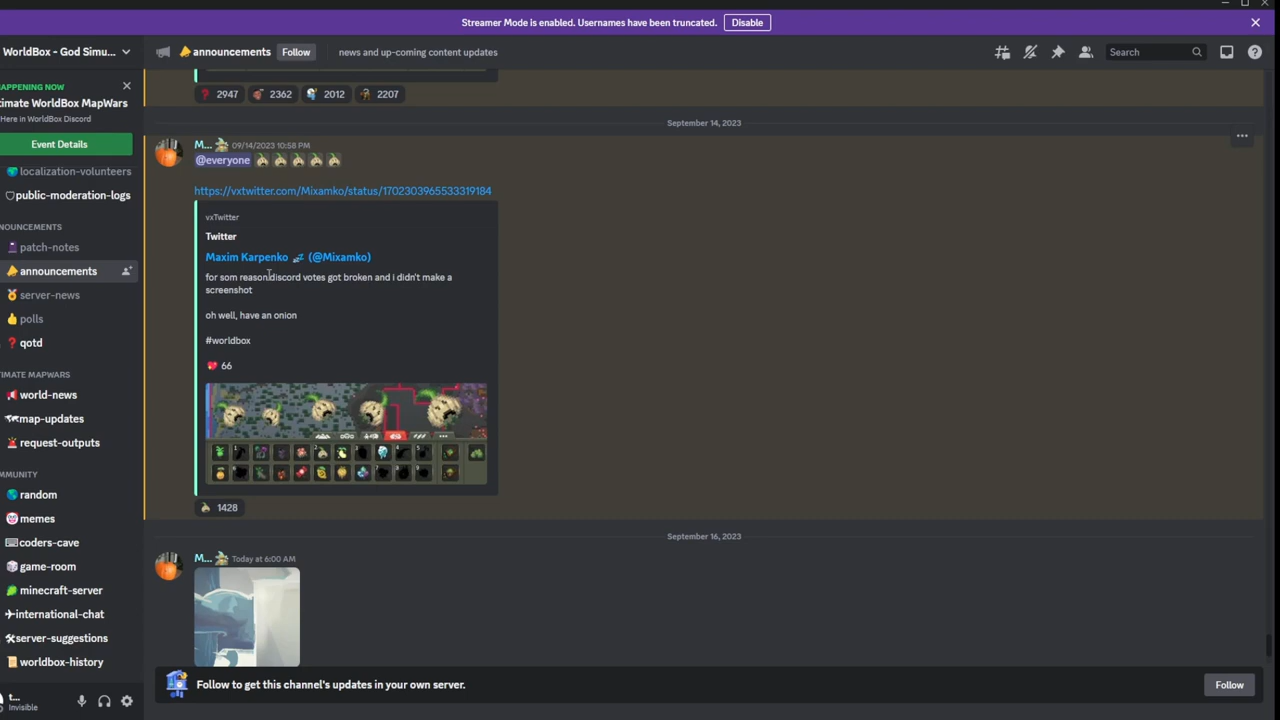 Streamer Mode is enabled. Usernames have been truncated.
Disable
WorldBox - God Simu...
announcements
Follow
news and up-coming content updates
Search
APPENING NOW
timate WorldBox MapWars
Here in WorldBox Discord
Event Details
localization-volunteers
public-moderation-logs
NOUNCEMENTS
patch-notes
announcements
server-news
polls
qotd
TIMATE MAPWARS
world-news
map-updates
request-outputs
MMUNITY
random
memes
coders-cave
game-room
minecraft-server
international-chat
server-suggestions
worldbox-history
t...
Invisible
2947
2362
2012
2207
September 14, 2023
M...
09/14/2023 10:58 PM
@everyone
https://vxtwitter.com/Mixamko/status/1702303965533319184
vxTwitter
Twitter
Maxim Karpenko 💤 (@Mixamko)
for som reason discord votes got broken and i didn't make a
screenshot
oh well, have an onion
#worldbox
💖 66
1428
September 16, 2023
M...
Today at 6:00 AM
Follow to get this channel's updates in your own server.
Follow